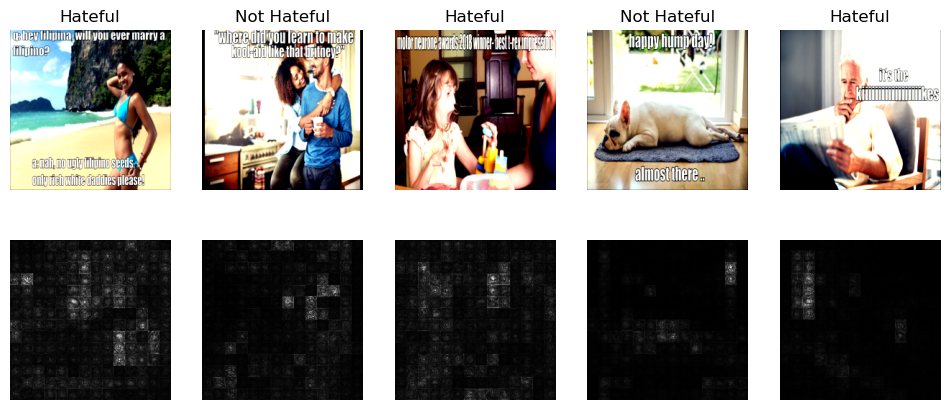 Hateful
Not Hateful
Hateful
Not Hateful
Hateful
q- hey filipina, will you ever marry a
filipino?
a-nah, no ugly filipino seeds,
only rich white daddies please!
"where did you learn to make
kool-aid like that britney?"
motor neurone awards 2018 winner- best t-rex impression
happy hump day!
almost there ..
it's the